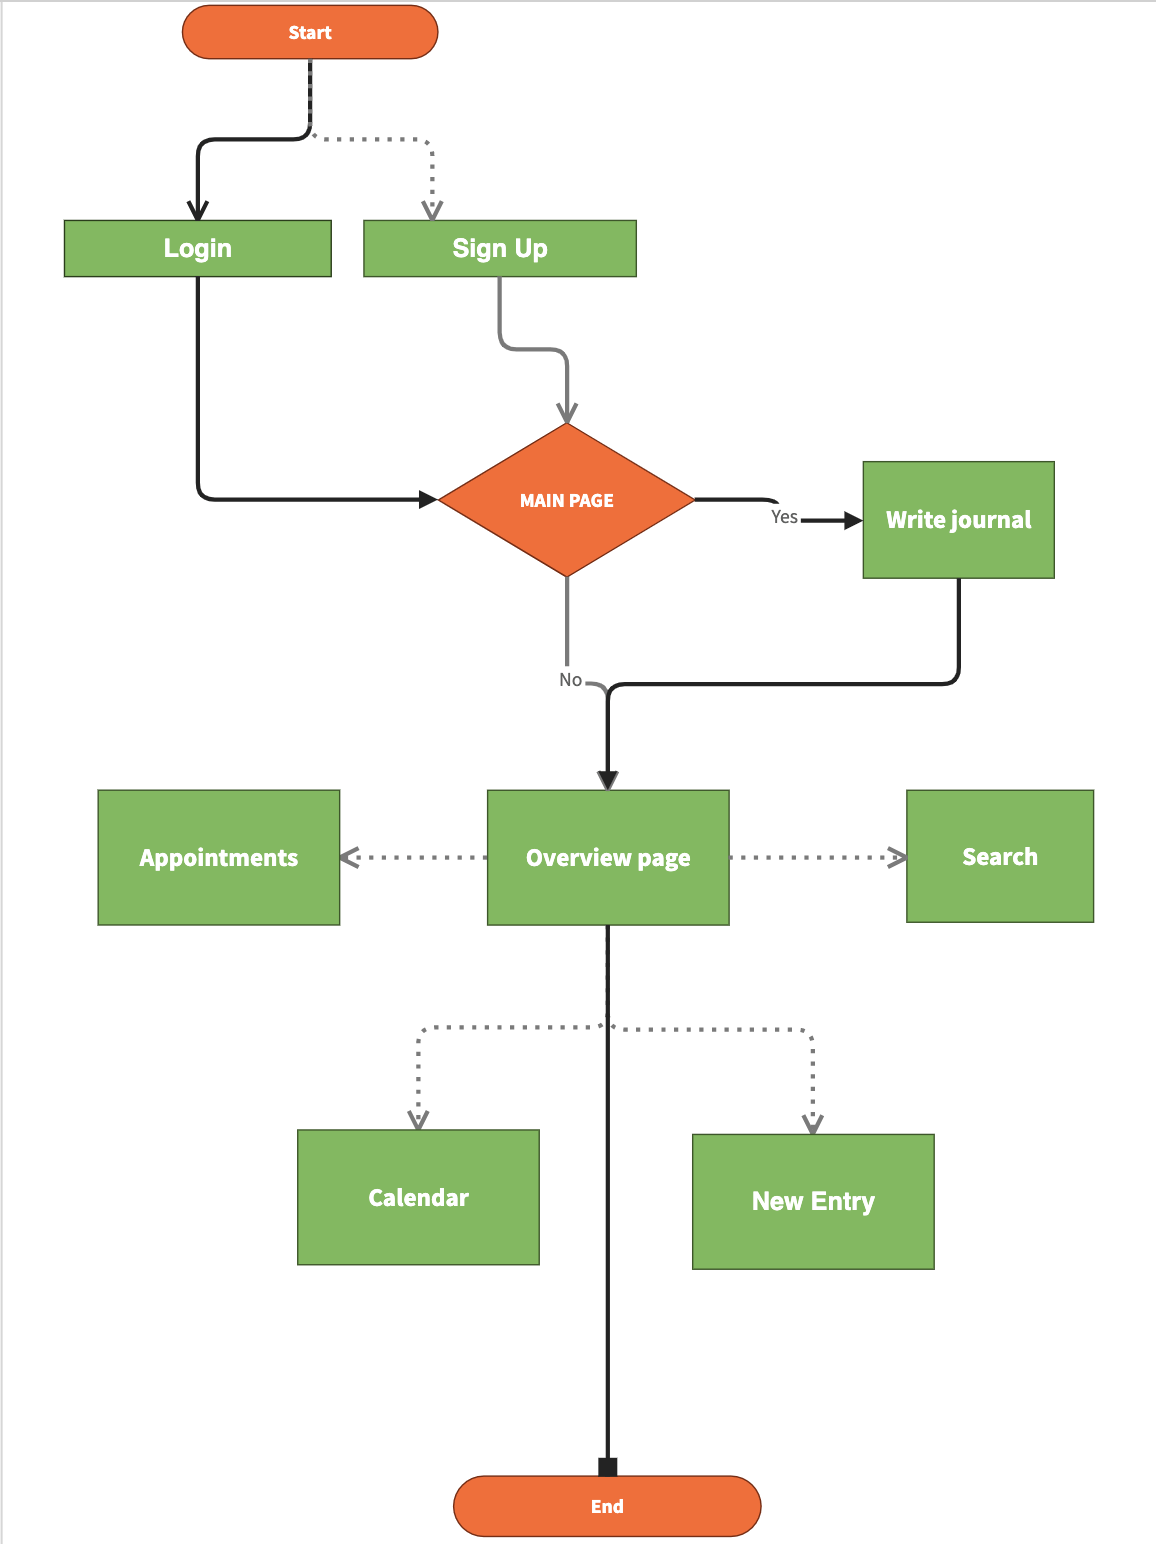 Start
Login
Sign Up
MAIN PAGE
Yes
Write journal
No
Appointments
Overview page
Search
Calendar
New Entry
End